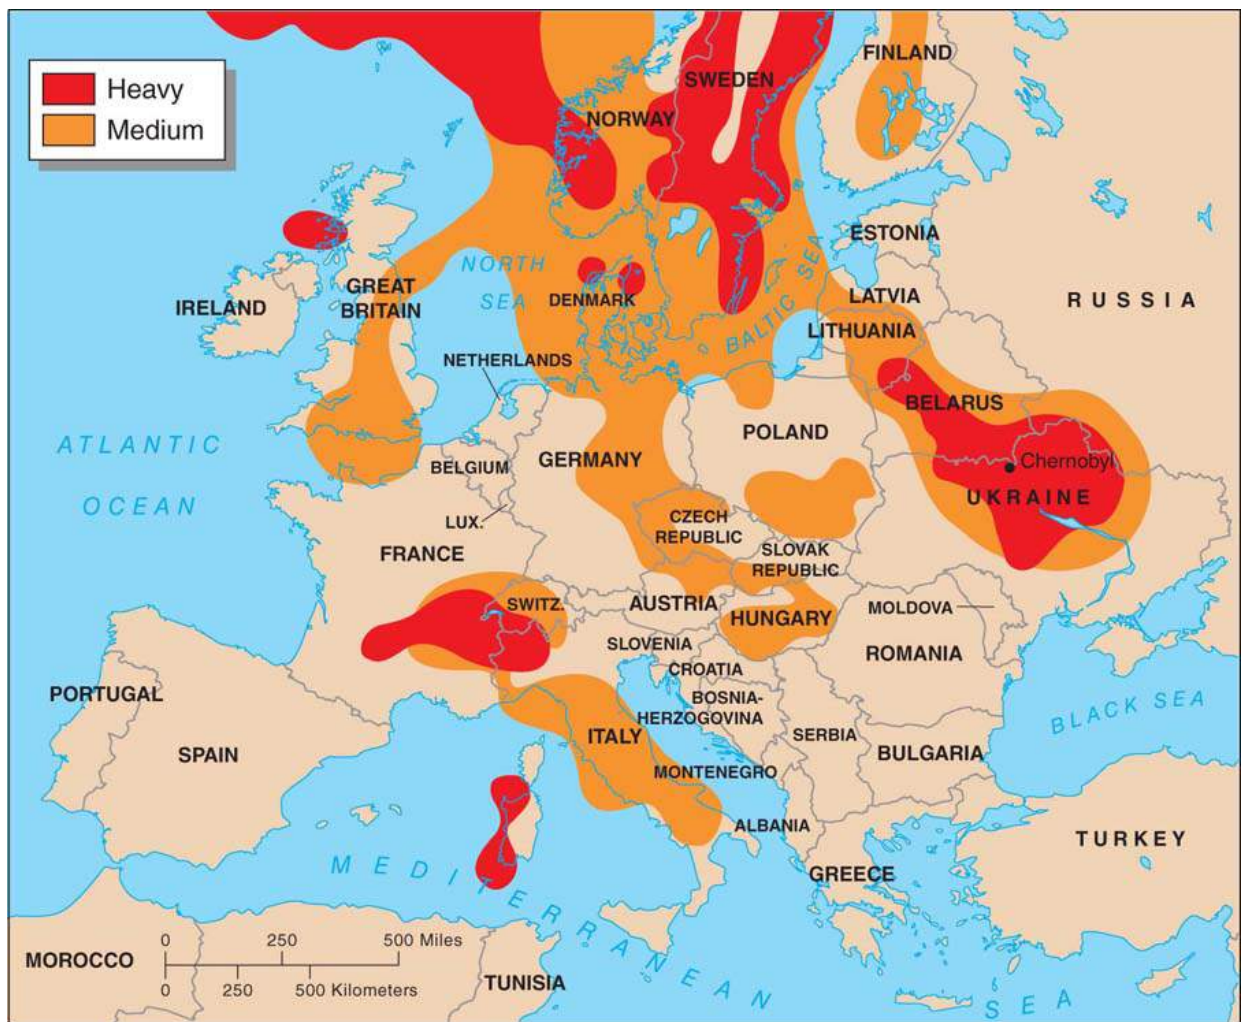 Heavy
Medium
FINLAND
SWEDEN
NORWAY
ESTONIA
NORTH
SEA
BALTIC SEA
LATVIA
RUSSIA
IRELAND
GREAT
BRITAIN
DENMARK
LITHUANIA
NETHERLANDS
BELARUS
ATLANTIC
OCEAN
POLAND
GERMANY
BELGIUM
Chernobyl
UKRAINE
LUX.
CZECH
REPUBLIC
SLOVAK
REPUBLIC
FRANCE
SWITZ.
AUSTRIA
HUNGARY
MOLDOVA
SLOVENIA
ROMANIA
CROATIA
PORTUGAL
BOSNIA-
HERZOGOVINA
BLACK SEA
SPAIN
ITALY
SERBIA
BULGARIA
MONTENEGRO
ALBANIA
TURKEY
GREECE
MEDITERRANEAN SEA
MOROCCO
0 250 500 Miles
0 250 500 Kilometers
TUNISIA